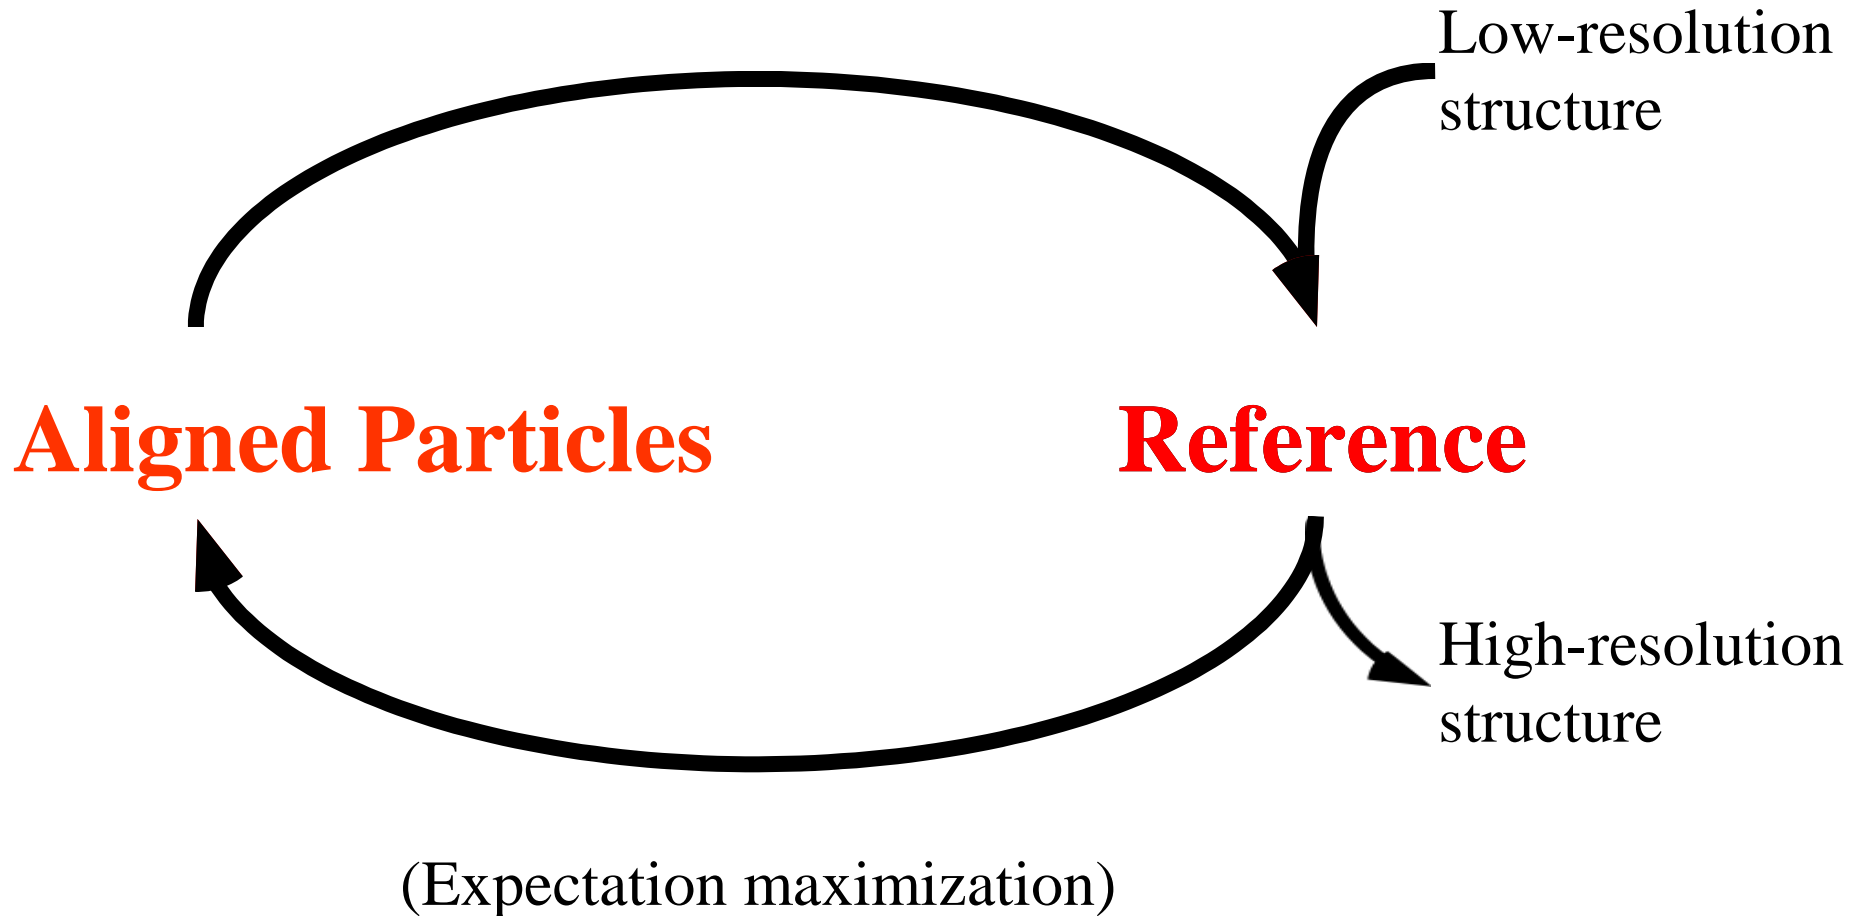 Low-resolution
structure
Aligned Particles
Reference
High-resolution
structure
(Expectation maximization)